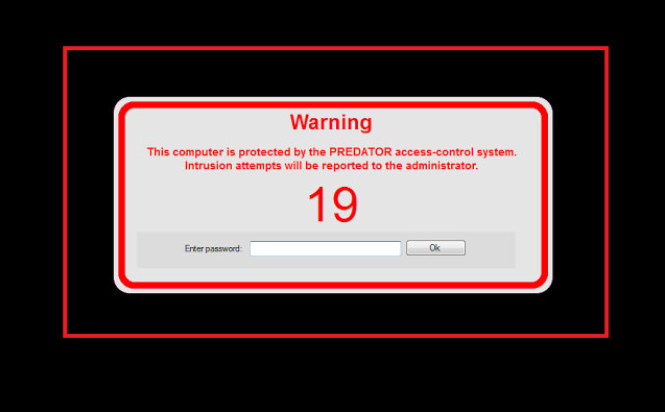 Warning
This computer is protected by the PREDATOR access-control system.
Intrusion attempts will be reported to the administrator.
19
Enter password: Ok